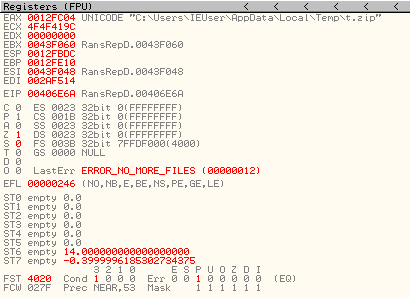 Registers (FPU) < < < < < <
EAX 0012FC04 UNICODE "C:\Users\IEUser\AppData\Local\Temp\t.zip"
ECX 4F4F419C
EDX 00000000
EBX 0043F060 RansRepD.0043F060
ESP 0012FBDC
EBP 0012FE10
ESI 0043F048 RansRepD.0043F048
EDI 002AF514
EIP 00406E6A RansRepD.00406E6A
C 0 ES 0023 32bit 0(FFFFFFFF)
P 1 CS 001B 32bit 0(FFFFFFFF)
A 0 SS 0023 32bit 0(FFFFFFFF)
Z 1 DS 0023 32bit 0(FFFFFFFF)
S 0 FS 003B 32bit 7FFDF000(4000)
T 0 GS 0000 NULL
D 0
O 0 LastErr ERROR_NO_MORE_FILES (00000012)
EFL 00000246 (NO,NB,E,BE,NS,PE,GE,LE)
ST0 empty 0.0
ST1 empty 0.0
ST2 empty 0.0
ST3 empty 0.0
ST4 empty 0.0
ST5 empty 0.0
ST6 empty 14.000000000000000000
ST7 empty -0.3999996185302734375
3 2 1 0 E S P U O Z D I
FST 4020 Cond 1 0 0 0 Err 0 0 1 0 0 0 0 0 (EQ)
FCW 027F Prec NEAR,53 Mask 1 1 1 1 1 1